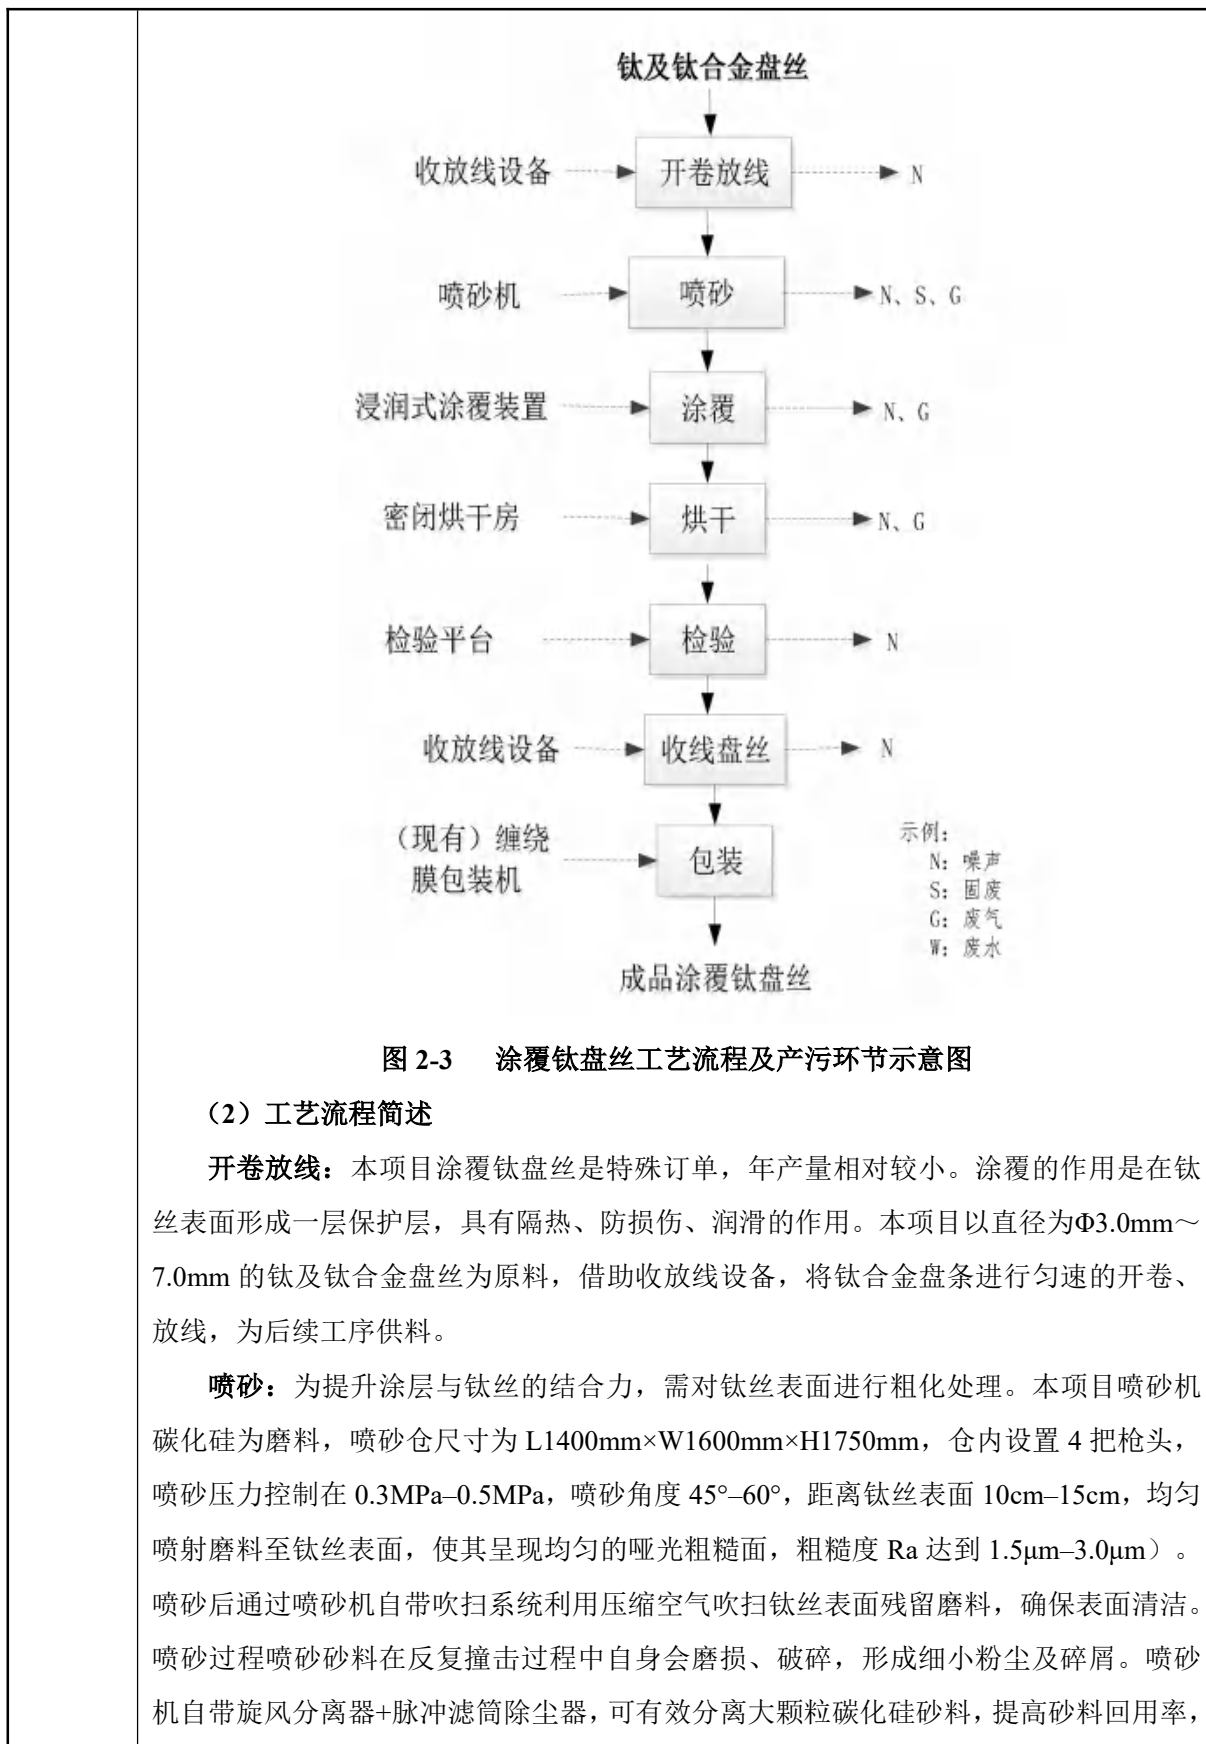 钛及钛合金盘丝
收放线设备 开卷放线 N
喷砂机 喷砂 N、S、G
浸润式涂覆装置 涂覆 N、G
密闭烘干房 烘干 N、G
检验平台 检验 N
收放线设备 收线盘丝 N
（现有）缠绕
膜包装机
包装
示例：
N：噪声
S：固废
G：废气
W：废水
成品涂覆钛盘丝
图 2-3 涂覆钛盘丝工艺流程及产污环节示意图
（2）工艺流程简述
开卷放线：本项目涂覆钛盘丝是特殊订单，年产量相对较小。涂覆的作用是在钛
丝表面形成一层保护层，具有隔热、防损伤、润滑的作用。本项目以直径为Φ3.0mm～
7.0mm 的钛及钛合金盘丝为原料，借助收放线设备，将钛合金盘条进行匀速的开卷、
放线，为后续工序供料。
喷砂：为提升涂层与钛丝的结合力，需对钛丝表面进行粗化处理。本项目喷砂机
碳化硅为磨料，喷砂仓尺寸为 L1400mm×W1600mm×H1750mm，仓内设置 4 把枪头，
喷砂压力控制在 0.3MPa–0.5MPa，喷砂角度 45°–60°，距离钛丝表面 10cm–15cm，均匀
喷射磨料至钛丝表面，使其呈现均匀的哑光粗糙面，粗糙度 Ra 达到 1.5μm–3.0μm）。
喷砂后通过喷砂机自带吹扫系统利用压缩空气吹扫钛丝表面残留磨料，确保表面清洁。
喷砂过程喷砂砂料在反复撞击过程中自身会磨损、破碎，形成细小粉尘及碎屑。喷砂
机自带旋风分离器+脉冲滤筒除尘器，可有效分离大颗粒碳化硅砂料，提高砂料回用率，